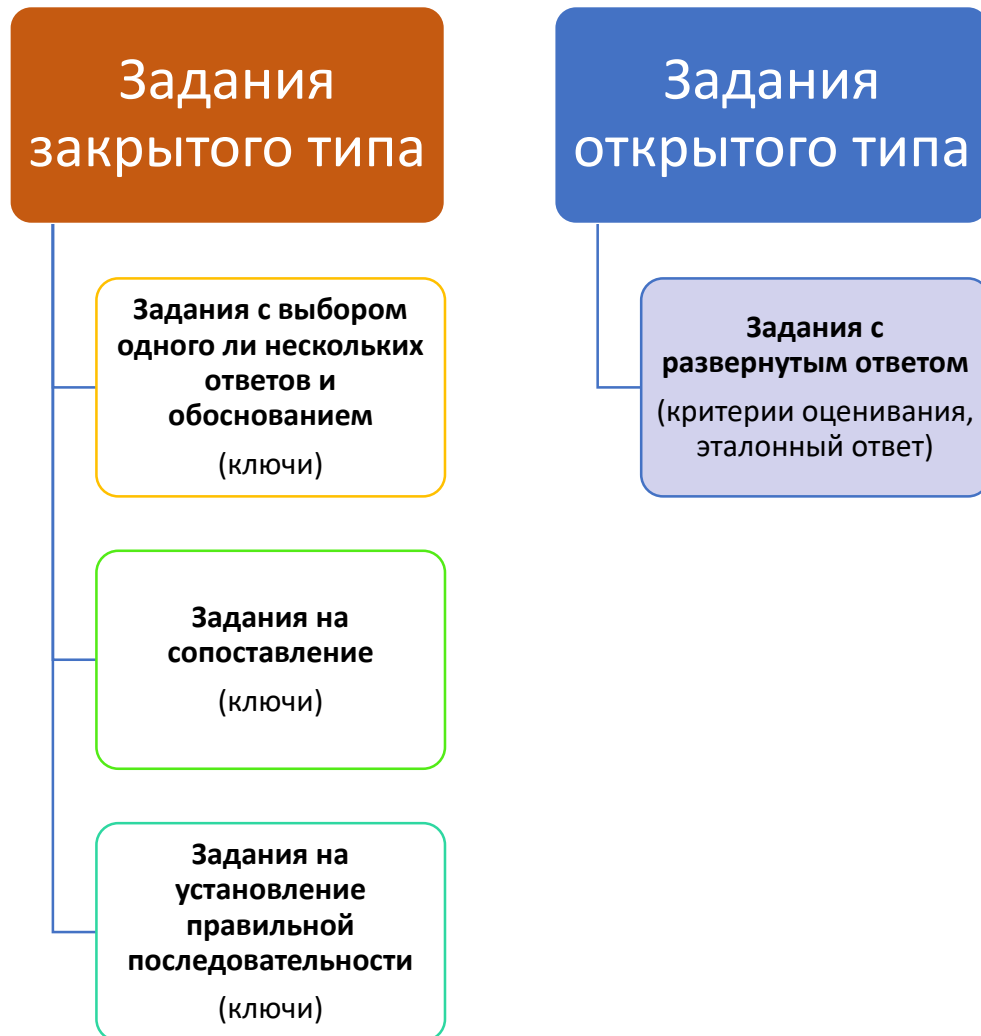 Задания
закрытого типа
Задания с выбором
одного ли нескольких
ответов и
обоснованием
(ключи)
Задания на
сопоставление
(ключи)
Задания на
установление
правильной
последовательности
(ключи)
Задания
открытого типа
Задания с
развернутым ответом
(критерии оценивания,
эталонный ответ)